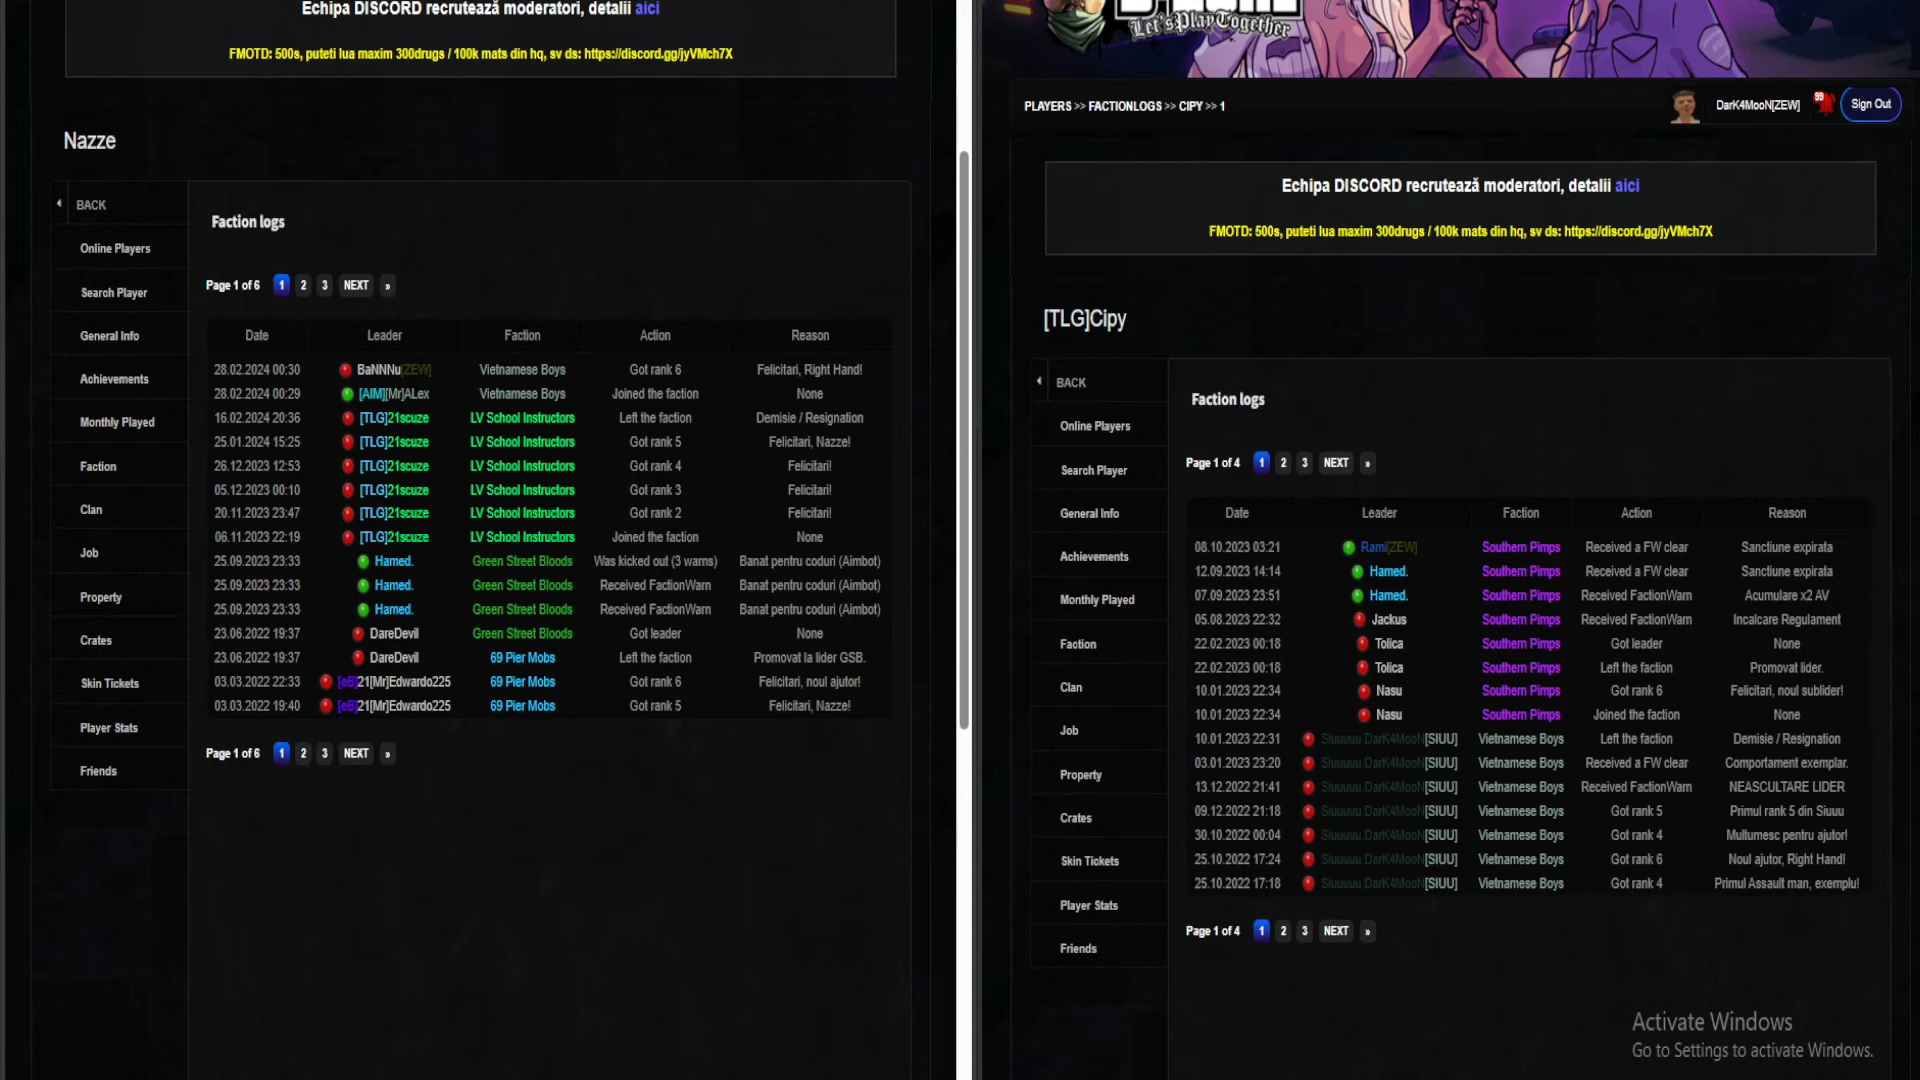 Echipa DISCORD recrutează moderatori, detalii aici
FMOTD: 500s, puteti lua maxim 300drugs / 100k mats din hq, sv ds: https://discord.gg/jyVMch7X
Nazze
BACK
Online Players
Search Player
General Info
Achievements
Monthly Played
Faction
Clan
Job
Property
Crates
Skin Tickets
Player Stats
Friends
Faction logs
Page 1 of 6 1 2 3 NEXT »
Date Leader Faction Action Reason
28.02.2024 00:30 BaNNNu[ZEW] Vietnamese Boys Got rank 6 Felicitari, Right Hand!
28.02.2024 00:29 [AIM][Mr]ALex Vietnamese Boys Joined the faction None
16.02.2024 20:36 [TLG]21scuze LV School Instructors Left the faction Demisie / Resignation
25.01.2024 15:25 [TLG]21scuze LV School Instructors Got rank 5 Felicitari, Nazze!
26.12.2023 12:53 [TLG]21scuze LV School Instructors Got rank 4 Felicitari!
05.12.2023 00:10 [TLG]21scuze LV School Instructors Got rank 3 Felicitari!
20.11.2023 23:47 [TLG]21scuze LV School Instructors Got rank 2 Felicitari!
06.11.2023 22:19 [TLG]21scuze LV School Instructors Joined the faction None
25.09.2023 23:33 Hamed. Green Street Bloods Was kicked out (3 warns) Banat pentru coduri (Aimbot)
25.09.2023 23:33 Hamed. Green Street Bloods Received FactionWarn Banat pentru coduri (Aimbot)
25.09.2023 23:33 Hamed. Green Street Bloods Received FactionWarn Banat pentru coduri (Aimbot)
23.06.2022 19:37 DareDevil Green Street Bloods Got leader None
23.06.2022 19:37 DareDevil 69 Pier Mobs Left the faction Promovat la lider GSB.
03.03.2022 22:33 [eB]21[Mr]Edwardo225 69 Pier Mobs Got rank 6 Felicitari, noul ajutor!
03.03.2022 19:40 [eB]21[Mr]Edwardo225 69 Pier Mobs Got rank 5 Felicitari, Nazze!
Page 1 of 6 1 2 3 NEXT »
Let's Play Together
PLAYERS >> FACTIONLOGS >> CIPY >> 1
DarK4MooN[ZEW] 99 Sign Out
Echipa DISCORD recrutează moderatori, detalii aici
FMOTD: 500s, puteti lua maxim 300drugs / 100k mats din hq, sv ds: https://discord.gg/jyVMch7X
[TLG]Cipy
BACK
Online Players
Search Player
General Info
Achievements
Monthly Played
Faction
Clan
Job
Property
Crates
Skin Tickets
Player Stats
Friends
Faction logs
Page 1 of 4 1 2 3 NEXT »
Date Leader Faction Action Reason
08.10.2023 03:21 Rami[ZEW] Southern Pimps Received a FW clear Sanctiune expirata
12.09.2023 14:14 Hamed. Southern Pimps Received a FW clear Sanctiune expirata
07.09.2023 23:51 Hamed. Southern Pimps Received FactionWarn Acumulare x2 AV
05.08.2023 22:32 Jackus Southern Pimps Received FactionWarn Incalcare Regulament
22.02.2023 00:18 Tolica Southern Pimps Got leader None
22.02.2023 00:18 Tolica Southern Pimps Left the faction Promovat lider.
10.01.2023 22:34 Nasu Southern Pimps Got rank 6 Felicitari, noul sublider!
10.01.2023 22:34 Nasu Southern Pimps Joined the faction None
10.01.2023 22:31 Siuuuuu DarK4MooN[SIUU] Vietnamese Boys Left the faction Demisie / Resignation
03.01.2023 23:20 Siuuuuu DarK4MooN[SIUU] Vietnamese Boys Received a FW clear Comportament exemplar.
13.12.2022 21:41 Siuuuuu DarK4MooN[SIUU] Vietnamese Boys Received FactionWarn NEASCULTARE LIDER
09.12.2022 21:18 Siuuuuu DarK4MooN[SIUU] Vietnamese Boys Got rank 5 Primul rank 5 din Siuuu
30.10.2022 00:04 Siuuuuu DarK4MooN[SIUU] Vietnamese Boys Got rank 4 Multumesc pentru ajutor!
25.10.2022 17:24 Siuuuuu DarK4MooN[SIUU] Vietnamese Boys Got rank 6 Noul ajutor, Right Hand!
25.10.2022 17:18 Siuuuuu DarK4MooN[SIUU] Vietnamese Boys Got rank 4 Primul Assault man, exemplu!
Page 1 of 4 1 2 3 NEXT »
Activate Windows
Go to Settings to activate Windows.